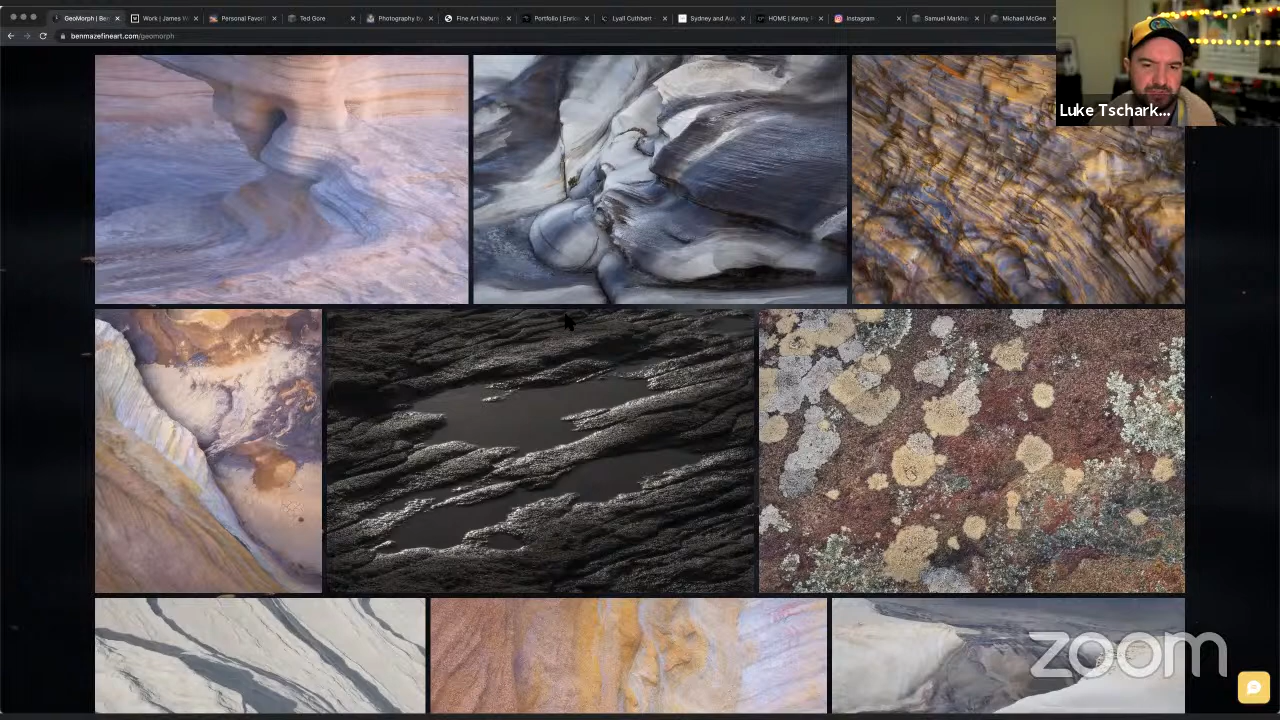 GeoMorph | Ben
Work | James W
Personal Favori
Ted Gore
Photography by
Fine Art Nature
Portfolio | Enric
Lyall Cuthbert
Sydney and Au
HOME | Kenny
Instagram
Samuel Markha
Michael McGee
benmazefineart.com/geomorph
Luke Tschark...
zoom